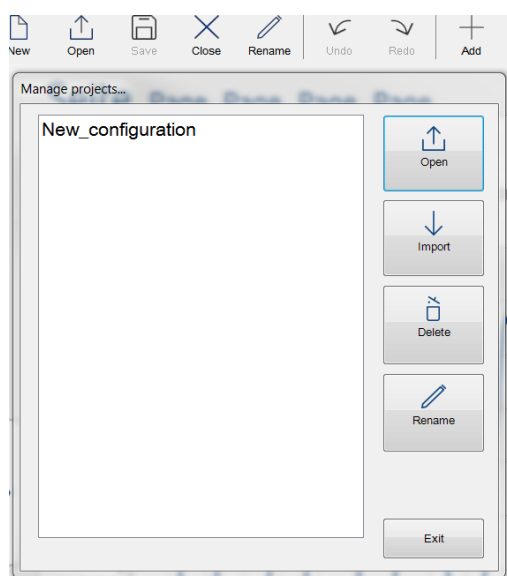 New Open Save Close Rename Undo Redo Add
Manage projects...
New_configuration
Open
Import
Delete
Rename
Exit